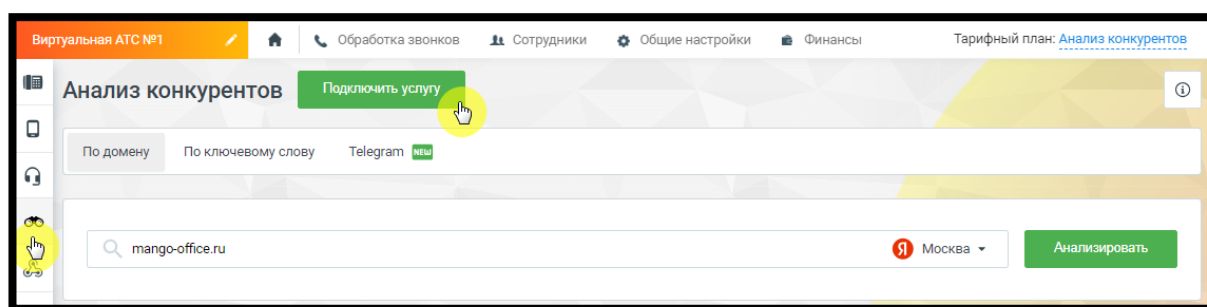 Виртуальная АТС №1 Обработка звонков Сотрудники Общие настройки Финансы Тарифный план: Анализ конкурентов
Анализ конкурентов Подключить услугу
По домену По ключевому слову Telegram NEW
mango-office.ru Я Москва Анализировать